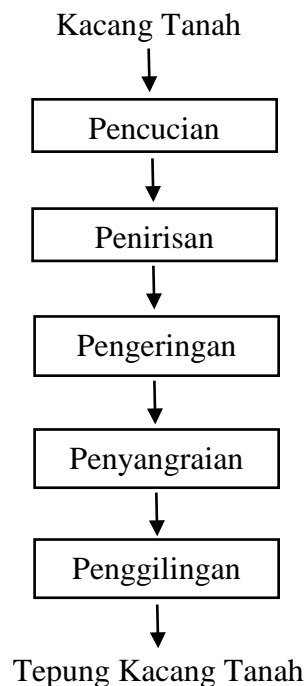 Kacang Tanah
Pencucian
Penirisan
Pengeringan
Penyangraian
Penggilingan
Tepung Kacang Tanah